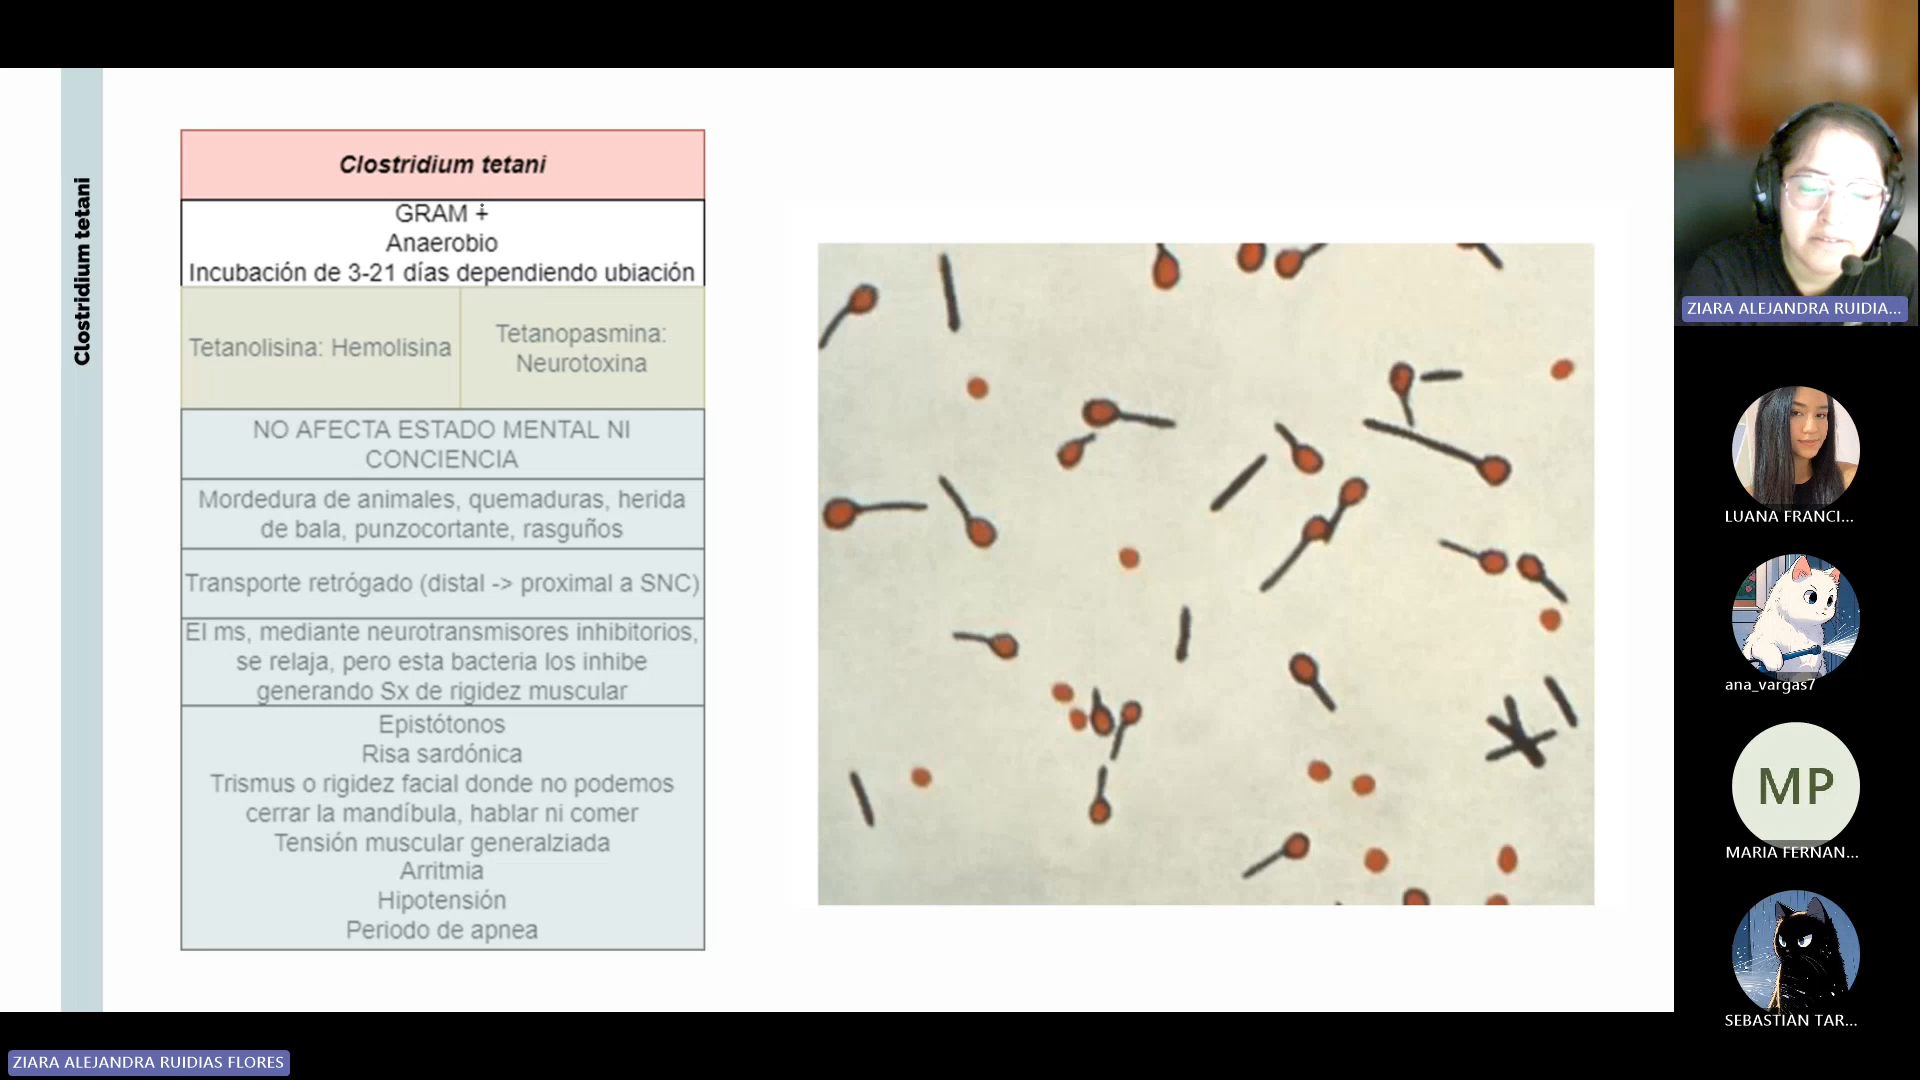 Clostridium tetani
Clostridium tetani
GRAM +
Anaerobio
Incubación de 3-21 días dependiendo ubiación
Tetanolisina: Hemolisina
Tetanopasmina:
Neurotoxina
NO AFECTA ESTADO MENTAL NI
CONCIENCIA
Mordedura de animales, quemaduras, herida
de bala, punzocortante, rasguños
Transporte retrógado (distal -> proximal a SNC)
El ms, mediante neurotransmisores inhibitorios,
se relaja, pero esta bacteria los inhibe
generando Sx de rigidez muscular
Epistótonos
Risa sardónica
Trismus o rigidez facial donde no podemos
cerrar la mandíbula, hablar ni comer
Tensión muscular generalziada
Arritmia
Hipotensión
Periodo de apnea
ZIARA ALEJANDRA RUIDIA...
LUANA FRANCI...
ana_vargas7
MP
MARIA FERNAN...
SEBASTIAN TAR...
ZIARA ALEJANDRA RUIDIAS FLORES